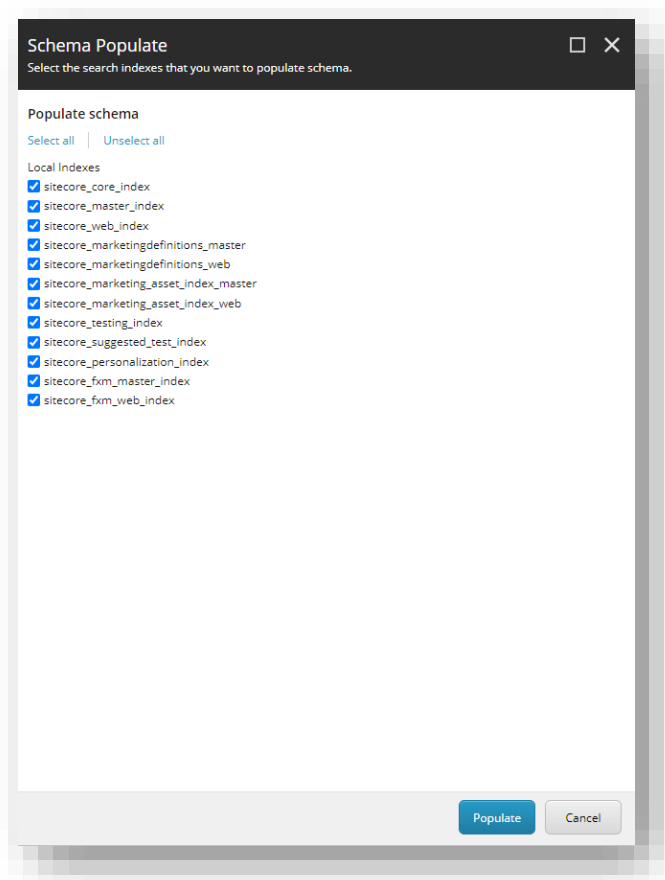 Schema Populate
Select the search indexes that you want to populate schema.
Populate schema
Select all
Unselect all
Local Indexes
sitecore_core_index
sitecore_master_index
sitecore_web_index
sitecore_marketingdefinitions_master
sitecore_marketingdefinitions_web
sitecore_marketing_asset_index_master
sitecore_marketing_asset_index_web
sitecore_testing_index
sitecore_suggested_test_index
sitecore_personalization_index
sitecore_fxm_master_index
sitecore_fxm_web_index
Populate
Cancel